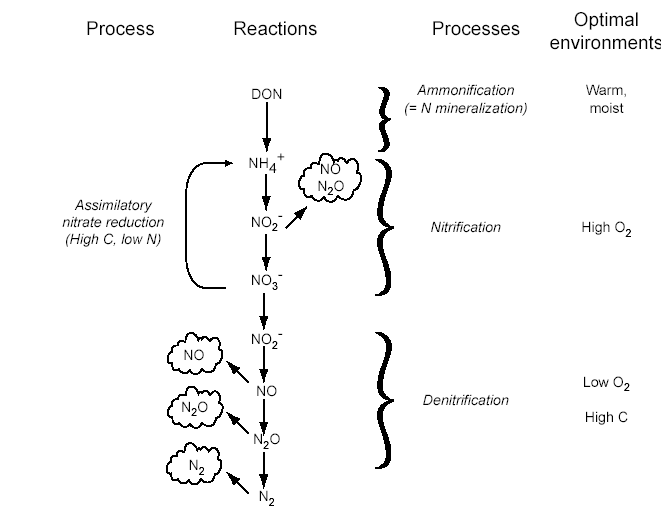 Process
Reactions
Processes
Optimal
environments
DON
Ammonification
(= N mineralization)
Warm,
moist
NH₄⁺
NO
N₂O
Assimilatory
nitrate reduction
(High C, low N)
NO₂⁻
Nitrification
High O₂
NO₃⁻
NO₂⁻
NO
NO
Low O₂
N₂O
Denitrification
High C
N₂O
N₂
N₂